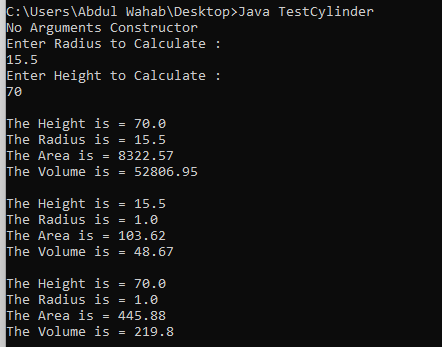 C:\Users\Abdul Wahab\Desktop>Java TestCylinder
No Arguments Constructor
Enter Radius to Calculate :
15.5
Enter Height to Calculate :
70
The Height is = 70.0
The Radius is = 15.5
The Area is = 8322.57
The Volume is = 52806.95
The Height is = 15.5
The Radius is = 1.0
The Area is = 103.62
The Volume is = 48.67
The Height is = 70.0
The Radius is = 1.0
The Area is = 445.88
The Volume is = 219.8